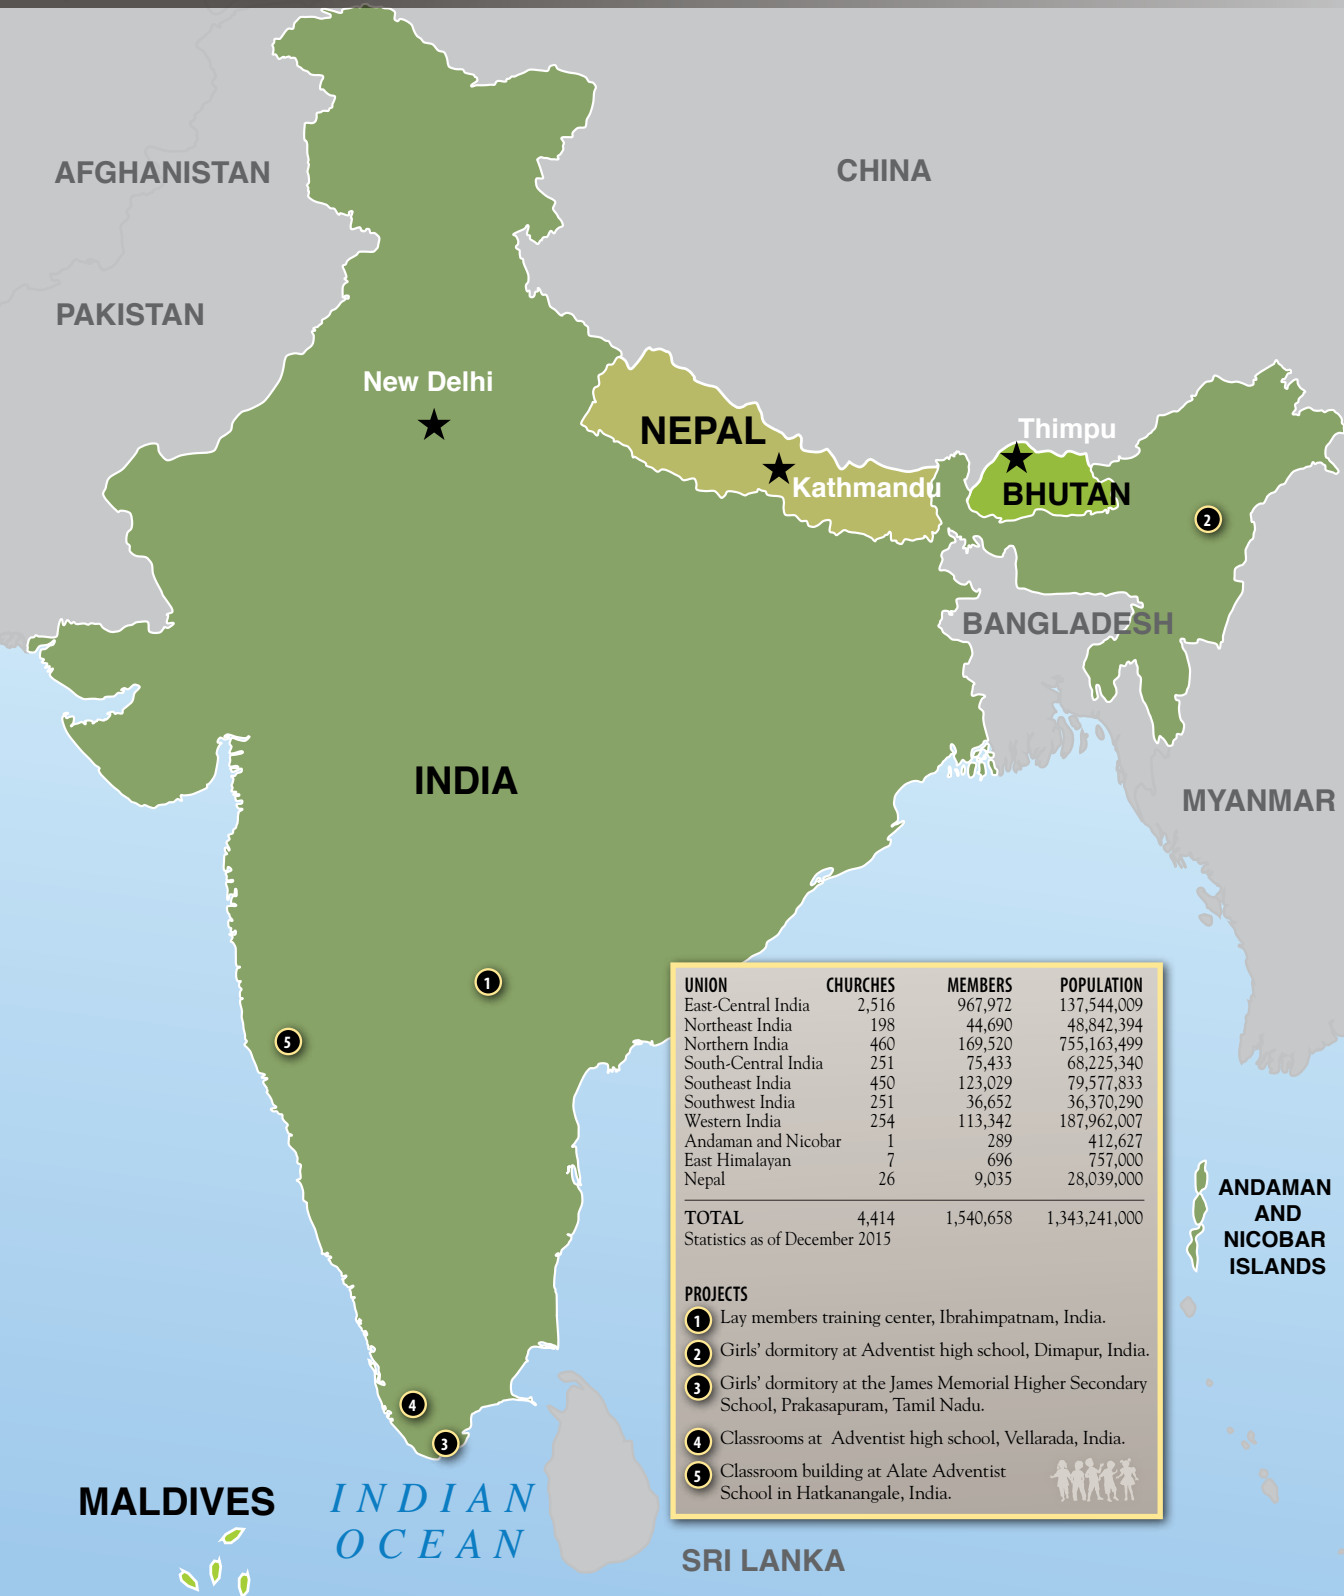 AFGHANISTAN
CHINA
PAKISTAN
New Delhi
NEPAL
Kathmandu
Thimpu
BHUTAN
2
BANGLADESH
INDIA
MYANMAR
1
5
UNION CHURCHES MEMBERS POPULATION
East-Central India 2,516 967,972 137,544,009
Northeast India 198 44,690 48,842,394
Northern India 460 169,520 755,163,499
South-Central India 251 75,433 68,225,340
Southeast India 450 123,029 79,577,833
Southwest India 251 36,652 36,370,290
Western India 254 113,342 187,962,007
Andaman and Nicobar 1 289 412,627
East Himalayan 7 696 757,000
Nepal 26 9,035 28,039,000
TOTAL 4,414 1,540,658 1,343,241,000
Statistics as of December 2015
PROJECTS
1 Lay members training center, Ibrahimpatnam, India.
2 Girls' dormitory at Adventist high school, Dimapur, India.
3 Girls' dormitory at the James Memorial Higher Secondary
School, Prakasapuram, Tamil Nadu.
4 Classrooms at Adventist high school, Vellarada, India.
5 Classroom building at Alate Adventist
School in Hatkanangale, India.
ANDAMAN
AND
NICOBAR
ISLANDS
4
3
MALDIVES
INDIAN
OCEAN
SRI LANKA